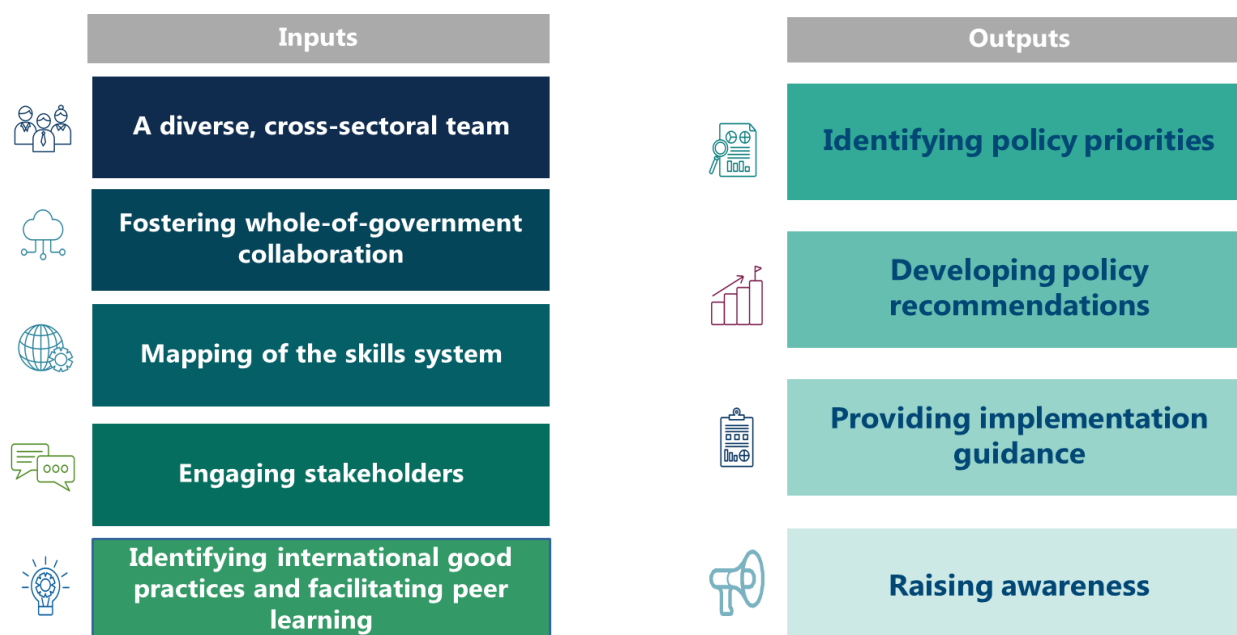 Inputs
A diverse, cross-sectoral team
Fostering whole-of-government
collaboration
Mapping of the skills system
Engaging stakeholders
Identifying international good
practices and facilitating peer
learning
Outputs
Identifying policy priorities
Developing policy
recommendations
Providing implementation
guidance
Raising awareness